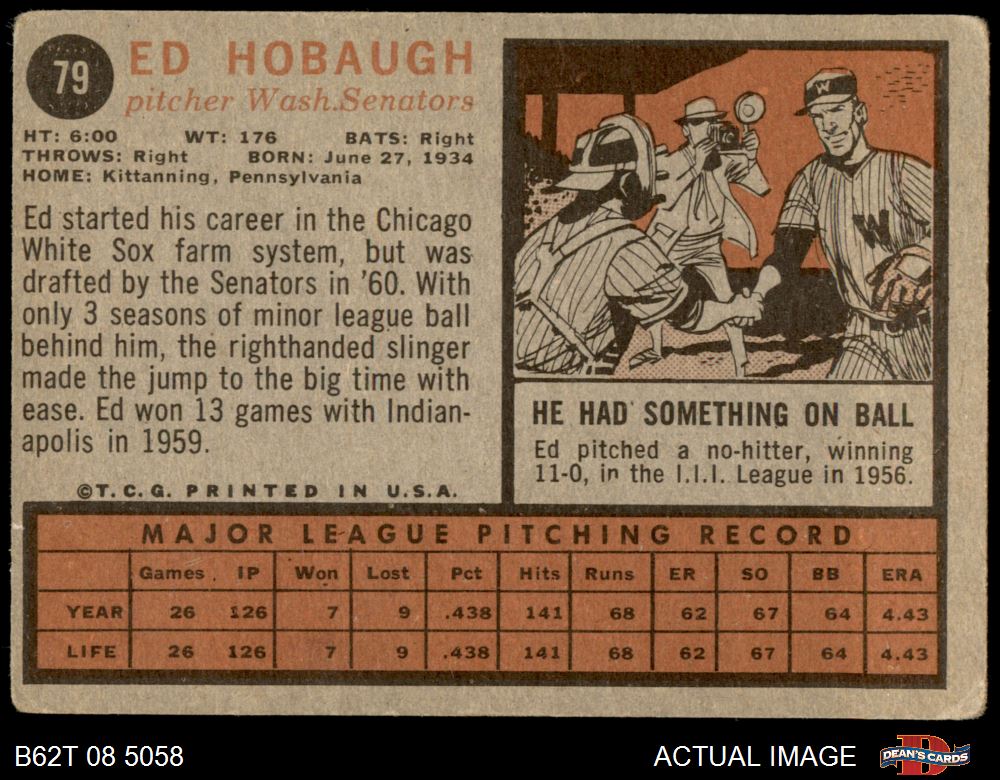 79
ED HOBAUGH
pitcher Wash.Senators
HT: 6:00 WT: 176 BATS: Right
THROWS: Right BORN: June 27, 1934
HOME: Kittanning, Pennsylvania
Ed started his career in the Chicago
White Sox farm system, but was
drafted by the Senators in '60. With
only 3 seasons of minor league ball
behind him, the righthanded slinger
made the jump to the big time with
ease. Ed won 13 games with Indian-
apolis in 1959.
©T.C.G. PRINTED IN U.S.A.
W
W
HE HAD SOMETHING ON BALL
Ed pitched a no-hitter, winning
11-0, in the I.I.I. League in 1956.
MAJOR LEAGUE PITCHING RECORD
Games IP Won Lost Pct Hits Runs ER SO BB ERA
YEAR 26 126 7 9 .438 141 68 62 67 64 4.43
LIFE 26 126 7 9 .438 141 68 62 67 64 4.43
B62T 08 5058
ACTUAL IMAGE
DEAN'S CARDS